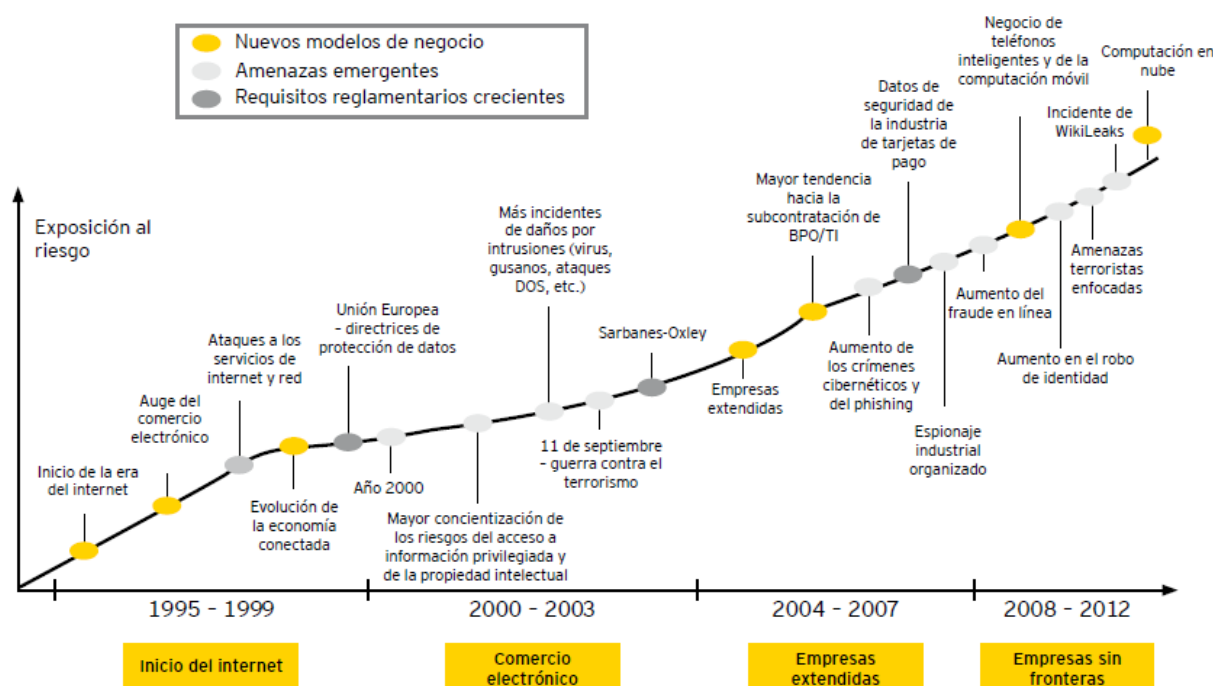 Nuevos modelos de negocio
Amenazas emergentes
Requisitos reglamentarios crecientes
Exposición al
riesgo
Inicio de la era
del internet
Auge del
comercio
electrónico
Ataques a los
servicios de
internet y red
Evolución de
la economía
conectada
Unión Europea
– directrices de
protección de datos
Año 2000
Mayor concientización de
los riesgos del acceso a
información privilegiada y
de la propiedad intelectual
Más incidentes
de daños por
intrusiones (virus,
gusanos, ataques
DOS, etc.)
11 de septiembre
– guerra contra el
terrorismo
Sarbanes-Oxley
Empresas
extendidas
Mayor tendencia
hacia la
subcontratación de
BPO/TI
Aumento de
los crímenes
cibernéticos y
del phishing
Datos de
seguridad de
la industria
de tarjetas de
pago
Espionaje
industrial
organizado
Aumento del
fraude en línea
Negocio de
teléfonos
inteligentes y de la
computación móvil
Aumento en el robo
de identidad
Amenazas
terroristas
enfocadas
Incidente de
WikiLeaks
Computación en
nube
1995 - 1999
2000 - 2003
2004 - 2007
2008 - 2012
Inicio del internet
Comercio
electrónico
Empresas
extendidas
Empresas sin
fronteras